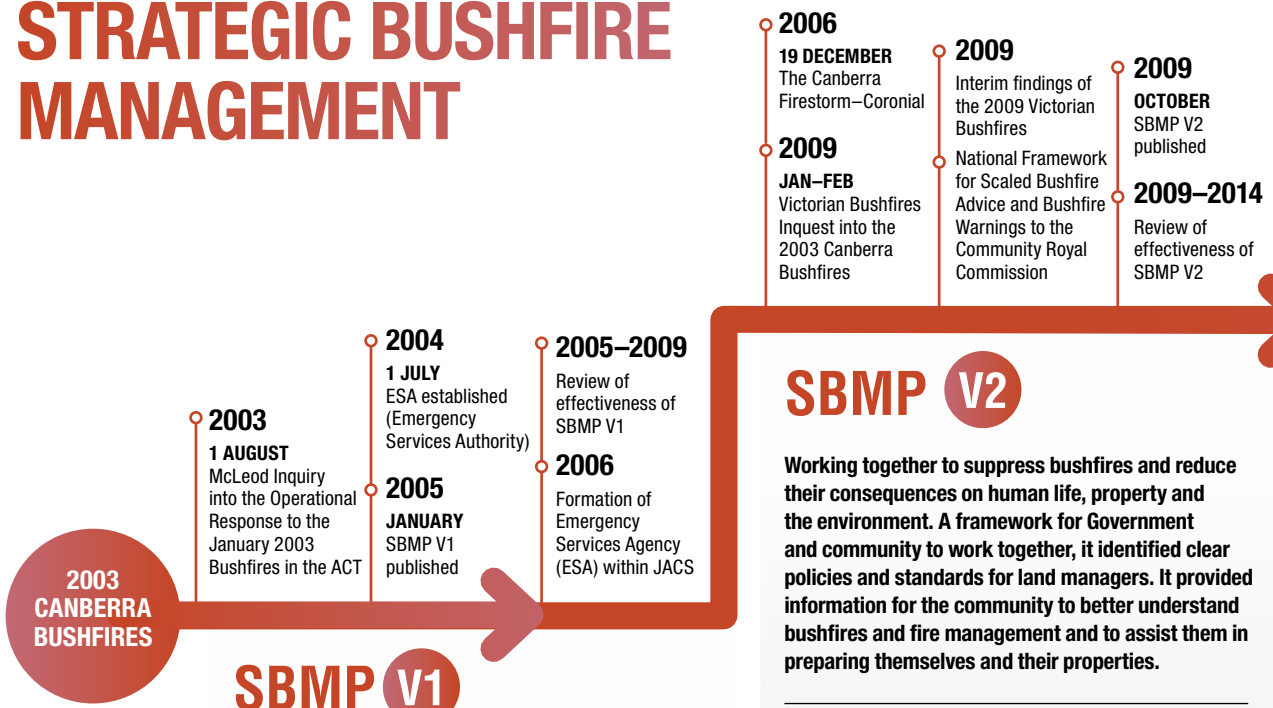 STRATEGIC BUSHFIRE
MANAGEMENT
2003
CANBERRA
BUSHFIRES
2003
1 AUGUST
McLeod Inquiry
into the Operational
Response to the
January 2003
Bushfires in the ACT
2004
1 JULY
ESA established
(Emergency
Services Authority)
2005
JANUARY
SBMP V1
published
2005–2009
Review of
effectiveness of
SBMP V1
2006
Formation of
Emergency
Services Agency
(ESA) within JACS
SBMP V1
2006
19 DECEMBER
The Canberra
Firestorm–Coronial
2009
JAN–FEB
Victorian Bushfires
Inquest into the
2003 Canberra
Bushfires
2009
Interim findings of
the 2009 Victorian
Bushfires
National Framework
for Scaled Bushfire
Advice and Bushfire
Warnings to the
Community Royal
Commission
2009
OCTOBER
SBMP V2
published
2009–2014
Review of
effectiveness of
SBMP V2
SBMP V2
Working together to suppress bushfires and reduce
their consequences on human life, property and
the environment. A framework for Government
and community to work together, it identified clear
policies and standards for land managers. It provided
information for the community to better understand
bushfires and fire management and to assist them in
preparing themselves and their properties.